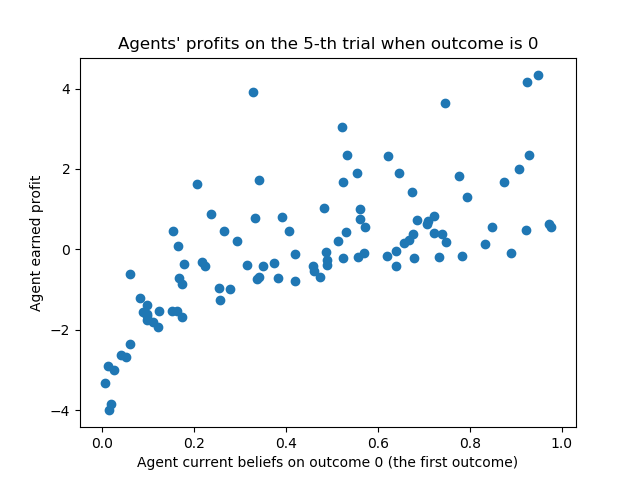 Agents' profits on the 5-th trial when outcome is 0
Agent earned profit
4
2
0
−2
−4
0.0 0.2 0.4 0.6 0.8 1.0
Agent current beliefs on outcome 0 (the first outcome)